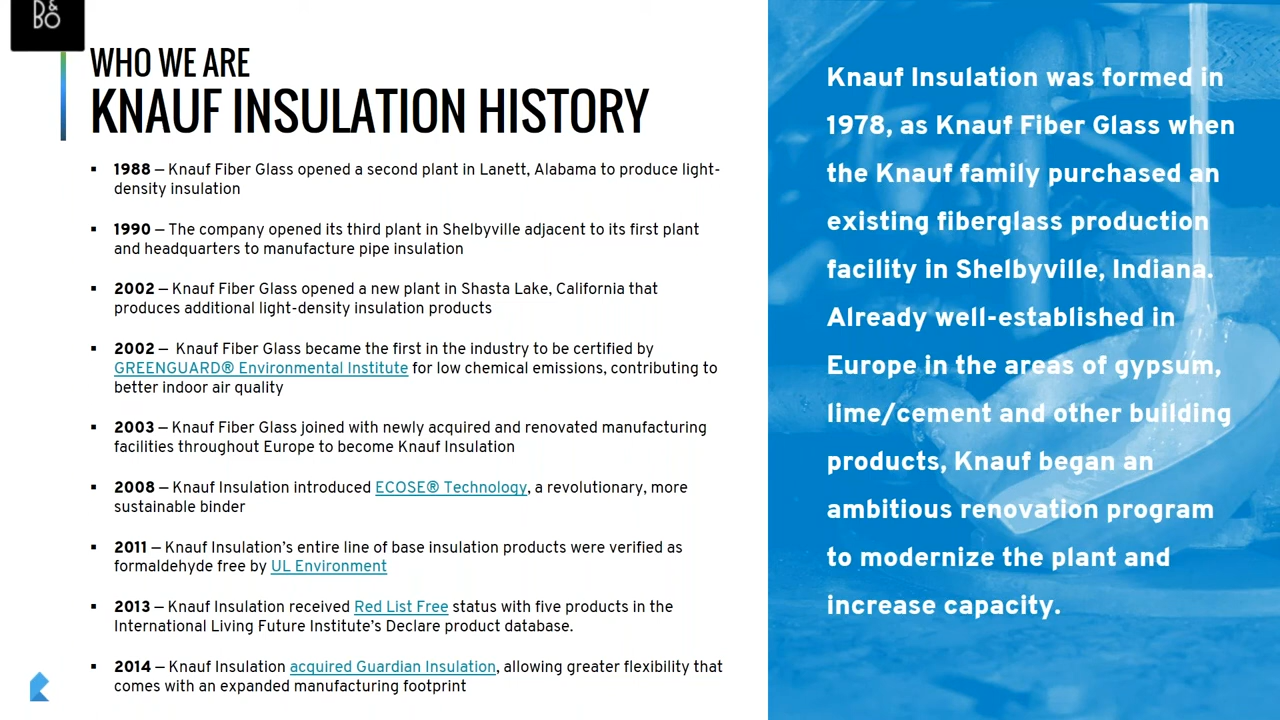 B&O
WHO WE ARE
KNAUF INSULATION HISTORY
▪ 1988 – Knauf Fiber Glass opened a second plant in Lanett, Alabama to produce light-
density insulation
▪ 1990 – The company opened its third plant in Shelbyville adjacent to its first plant
and headquarters to manufacture pipe insulation
▪ 2002 – Knauf Fiber Glass opened a new plant in Shasta Lake, California that
produces additional light-density insulation products
▪ 2002 – Knauf Fiber Glass became the first in the industry to be certified by
GREENGUARD® Environmental Institute for low chemical emissions, contributing to
better indoor air quality
▪ 2003 – Knauf Fiber Glass joined with newly acquired and renovated manufacturing
facilities throughout Europe to become Knauf Insulation
▪ 2008 – Knauf Insulation introduced ECOSE® Technology, a revolutionary, more
sustainable binder
▪ 2011 – Knauf Insulation’s entire line of base insulation products were verified as
formaldehyde free by UL Environment
▪ 2013 – Knauf Insulation received Red List Free status with five products in the
International Living Future Institute’s Declare product database.
▪ 2014 – Knauf Insulation acquired Guardian Insulation, allowing greater flexibility that
comes with an expanded manufacturing footprint
Knauf Insulation was formed in
1978, as Knauf Fiber Glass when
the Knauf family purchased an
existing fiberglass production
facility in Shelbyville, Indiana.
Already well-established in
Europe in the areas of gypsum,
lime/cement and other building
products, Knauf began an
ambitious renovation program
to modernize the plant and
increase capacity.